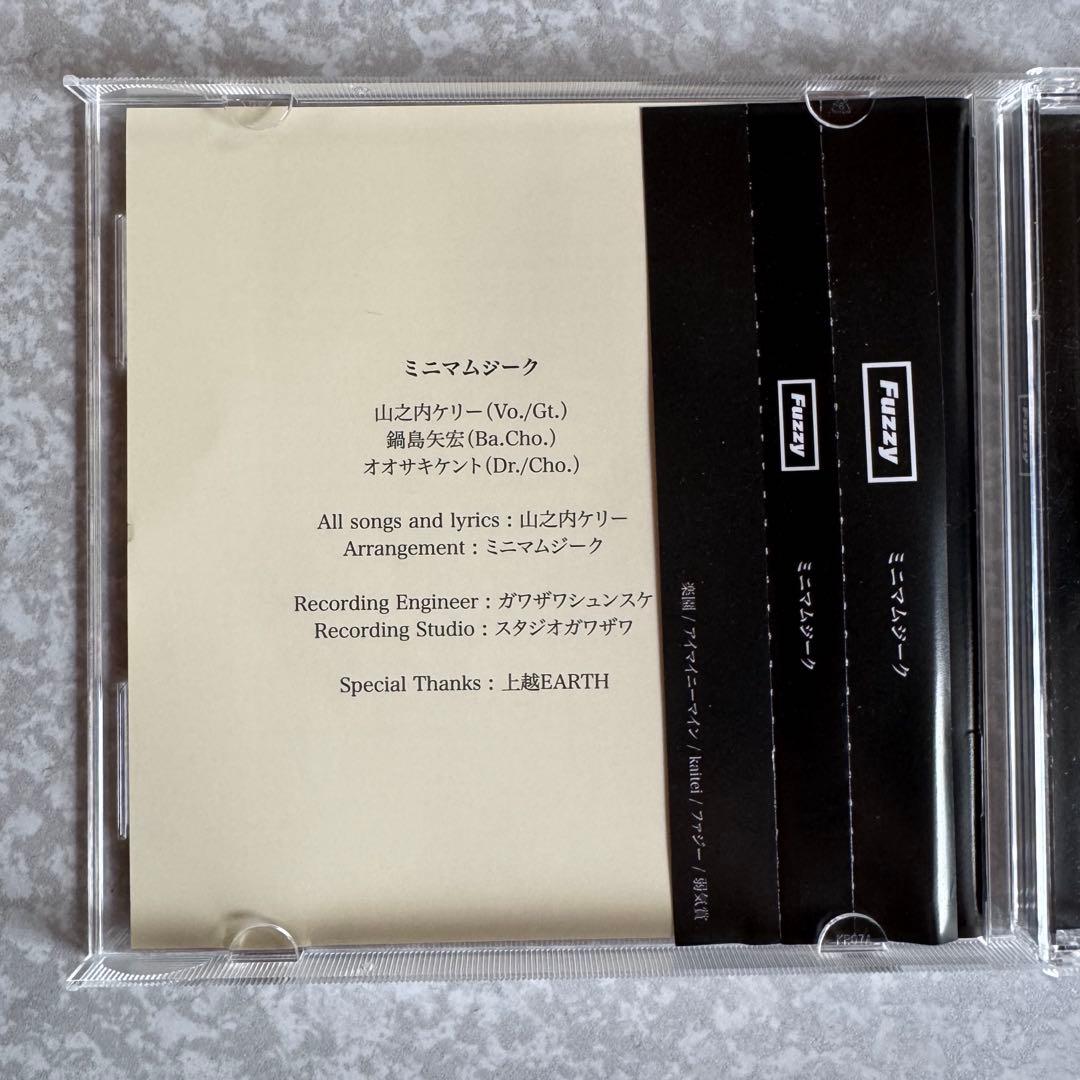 ミニマムジーク
山之内ケリー(Vo./Gt.)
鍋島矢宏(Ba.Cho.)
オオサキケント(Dr./Cho.)
All songs and lyrics : 山之内ケリー
Arrangement : ミニマムジーク
Recording Engineer : ガワザワシュンスケ
Recording Studio : スタジオガワザワ
Special Thanks : 上越EARTH
Fuzzy ミニマムジーク
Fuzzy ミニマムジーク
楽園 / アイマイニーマイン / kaitei / ファジー / 弱気賞
Fuzzy